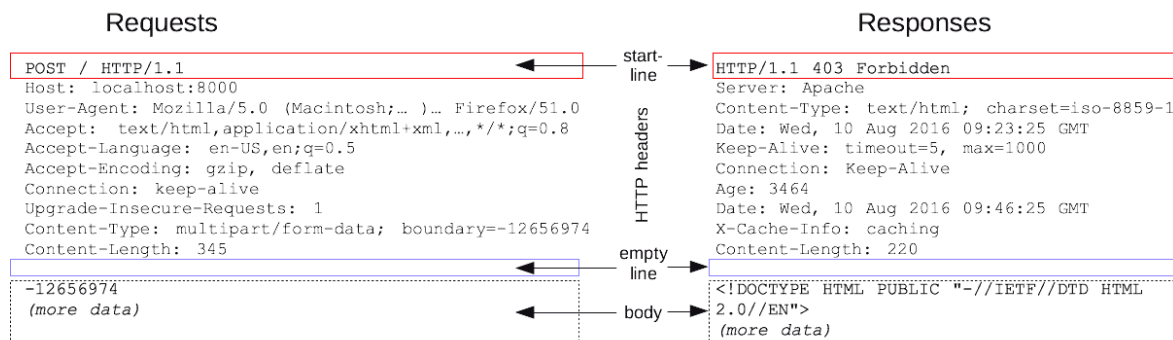 Requests
POST / HTTP/1.1
Host: localhost:8000
User-Agent: Mozilla/5.0 (Macintosh;… )… Firefox/51.0
Accept: text/html,application/xhtml+xml,…,*/*;q=0.8
Accept-Language: en-US,en;q=0.5
Accept-Encoding: gzip, deflate
Connection: keep-alive
Upgrade-Insecure-Requests: 1
Content-Type: multipart/form-data; boundary=-12656974
Content-Length: 345
-12656974
(more data)
start-
line
HTTP headers
empty
line
body
Responses
HTTP/1.1 403 Forbidden
Server: Apache
Content-Type: text/html; charset=iso-8859-1
Date: Wed, 10 Aug 2016 09:23:25 GMT
Keep-Alive: timeout=5, max=1000
Connection: Keep-Alive
Age: 3464
Date: Wed, 10 Aug 2016 09:46:25 GMT
X-Cache-Info: caching
Content-Length: 220
<!DOCTYPE HTML PUBLIC "-//IETF//DTD HTML
2.0//EN">
(more data)